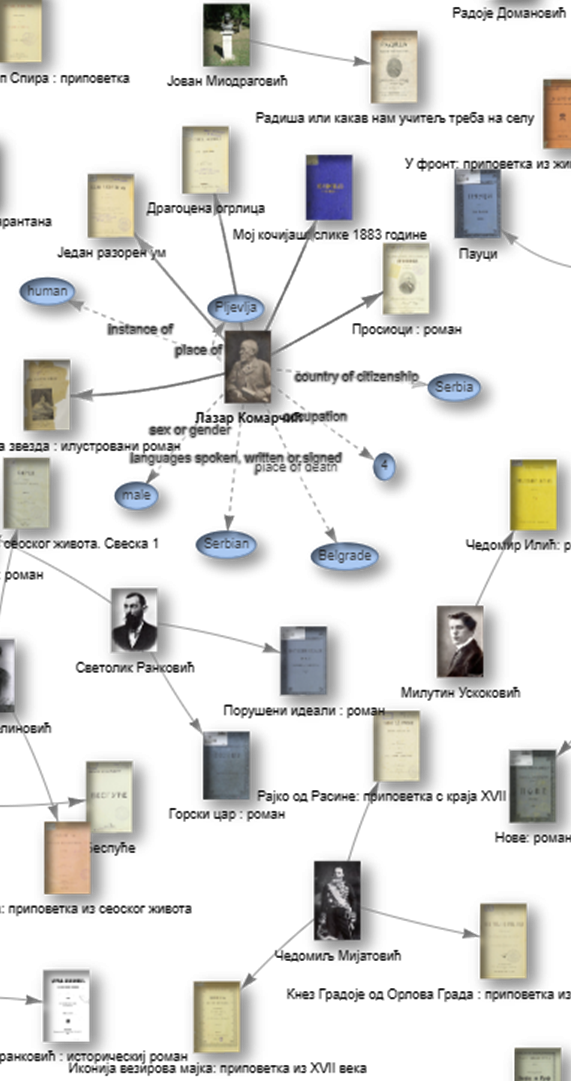 Радоје Домановић
п Спира : приповетка
Јован Миодраговић
Радиша или какав нам учитељ треба на селу
У фронт: приповетка из жи
Драгоцена огрлица
рантана
Мој кочијаш слике 1883 године
Један разорен ум
Пауци
human
Pljevlja
instance of
Просиоци : роман
place of
country of citizenship
Serbia
Лазар Комарчић
occupation
sex or gender
а звезда : илустровани роман
languages spoken, written or signed
place of death
4
male
Serbian
сеоског живота. Свеска 1
Чедомир Илић: р
Belgrade
: роман
Светолик Ранковић
Милутин Ускоковић
Порушени идеали : роман
линовић
Рајко од Расине: приповетка с краја XVII
Горски цар : роман
Нове: роман
Беспуће
: приповетка из сеоског живота
Чедомиљ Мијатовић
Кнез Градоје од Орлова Града : приповетка из
ранковић : историческиј роман
Иконија везирова мајка: приповетка из XVII века